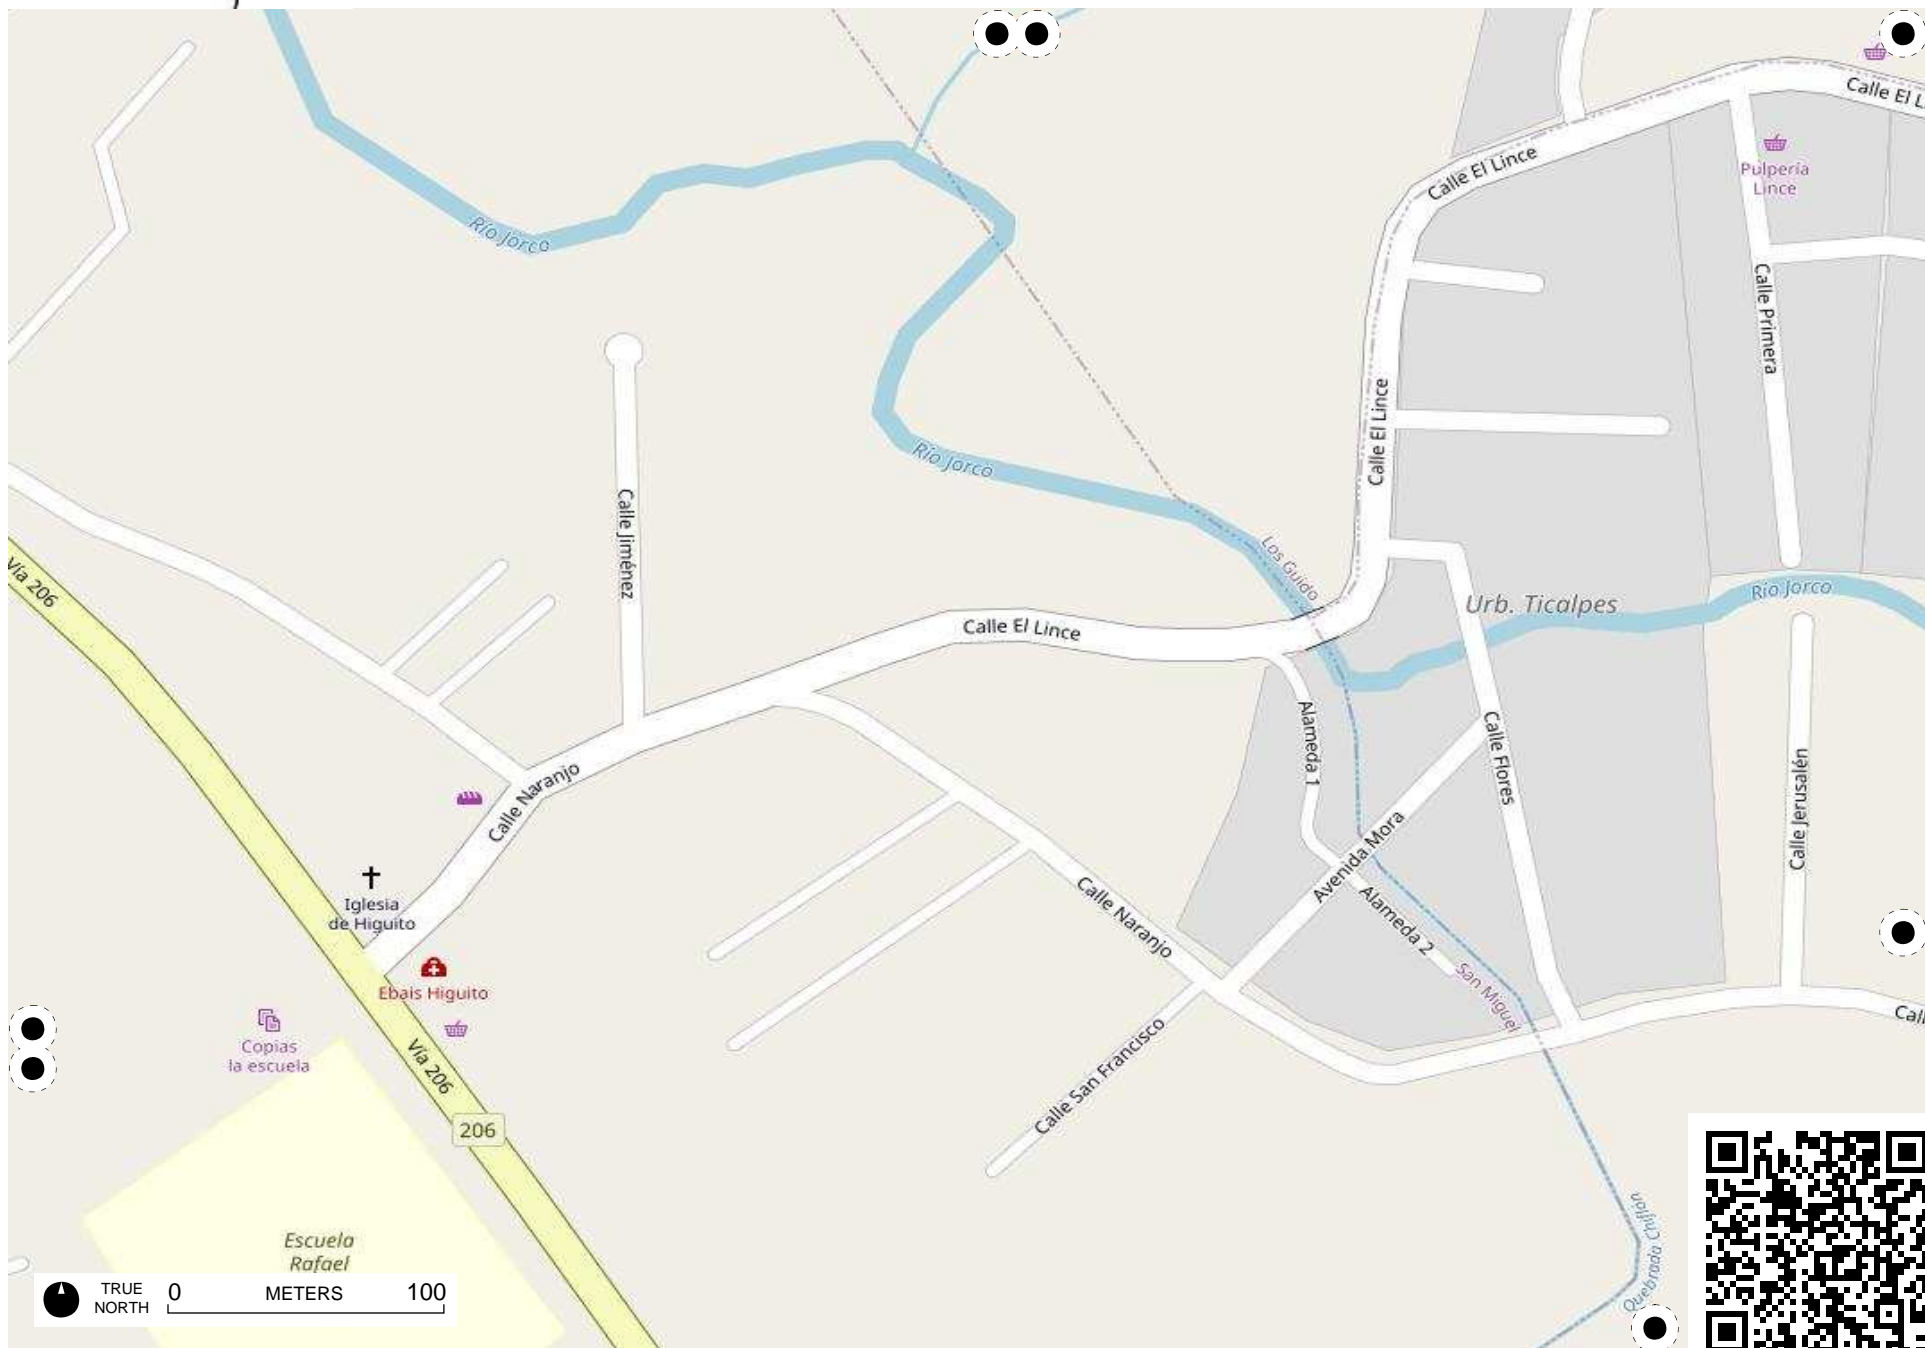 Calle El L
Pulpería
Lince
Calle El Lince
Río Jorco
Calle Primera
Calle El Lince
Río Jorco
Calle Jiménez
Los Guido
Vía 206
Río Jorco
Urb. Ticalpes
Calle El Lince
Alameda 1
Calle Flores
Calle Naranjo
Calle Jerusalén
Avenida Mora
Iglesia
de Higuito
Calle Naranjo
Alameda 2
Ebais Higuito
San Miguel
Call
Copias
la escuela
Vía 206
Calle San Francisco
206
Escuela
Rafael
Quebrada Chiflón
TRUE
NORTH
0 METERS 100